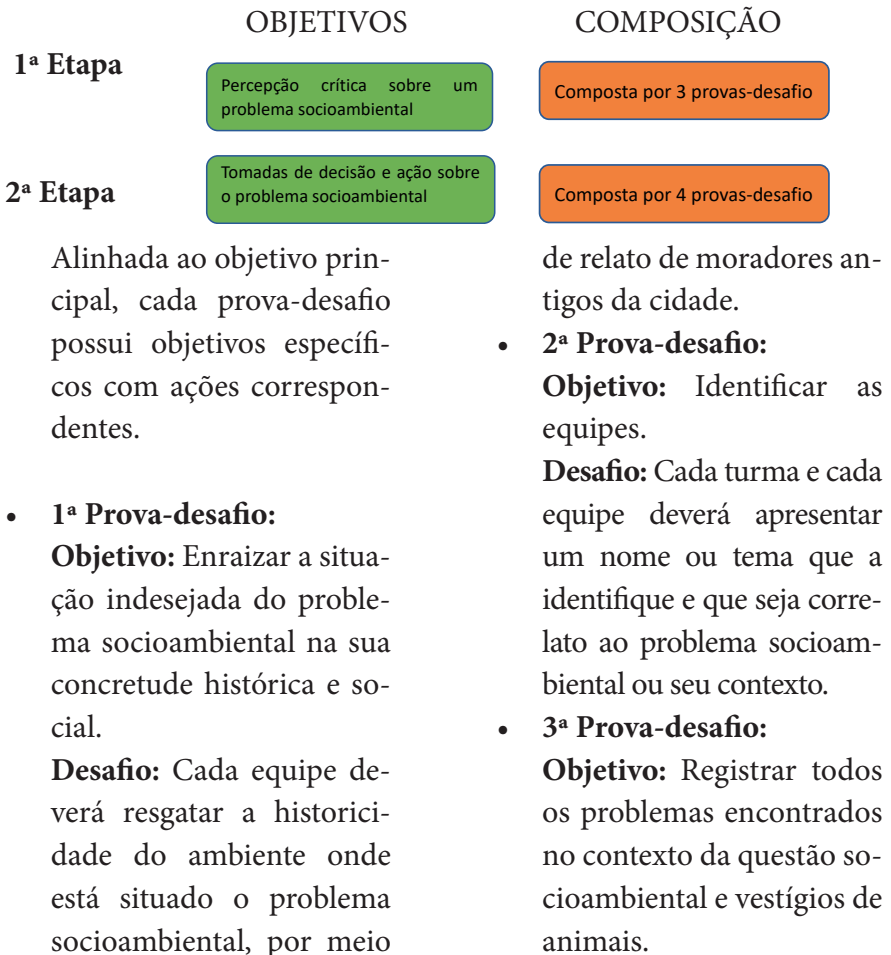 OBJETIVOS
COMPOSIÇÃO
1ª Etapa
Percepção crítica sobre um
problema socioambiental
Composta por 3 provas-desafio
2ª Etapa
Tomadas de decisão e ação sobre
o problema socioambiental
Composta por 4 provas-desafio
Alinhada ao objetivo prin-
cipal, cada prova-desafio
possui objetivos específi-
cos com ações correspon-
dentes.
• 1ª Prova-desafio:
Objetivo: Enraizar a situa-
ção indesejada do proble-
ma socioambiental na sua
concretude histórica e so-
cial.
Desafio: Cada equipe de-
verá resgatar a historici-
dade do ambiente onde
está situado o problema
socioambiental, por meio
de relato de moradores an-
tigos da cidade.
• 2ª Prova-desafio:
Objetivo: Identificar as
equipes.
Desafio: Cada turma e cada
equipe deverá apresentar
um nome ou tema que a
identifique e que seja corre-
lato ao problema socioam-
biental ou seu contexto.
• 3ª Prova-desafio:
Objetivo: Registrar todos
os problemas encontrados
no contexto da questão so-
cioambiental e vestígios de
animais.